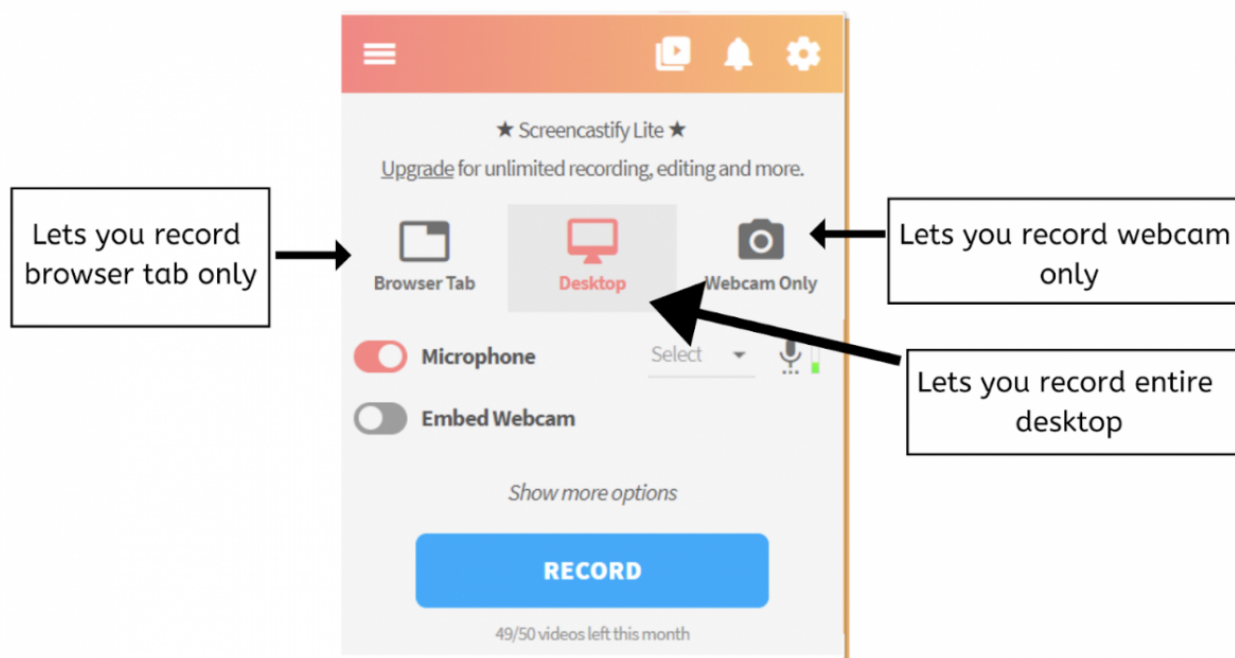 ★ Screencastify Lite ★
Upgrade for unlimited recording, editing and more.
Lets you record
browser tab only
Browser Tab
Desktop
Webcam Only
Lets you record webcam
only
Microphone
Select
Lets you record entire
desktop
Embed Webcam
Show more options
RECORD
49/50 videos left this month